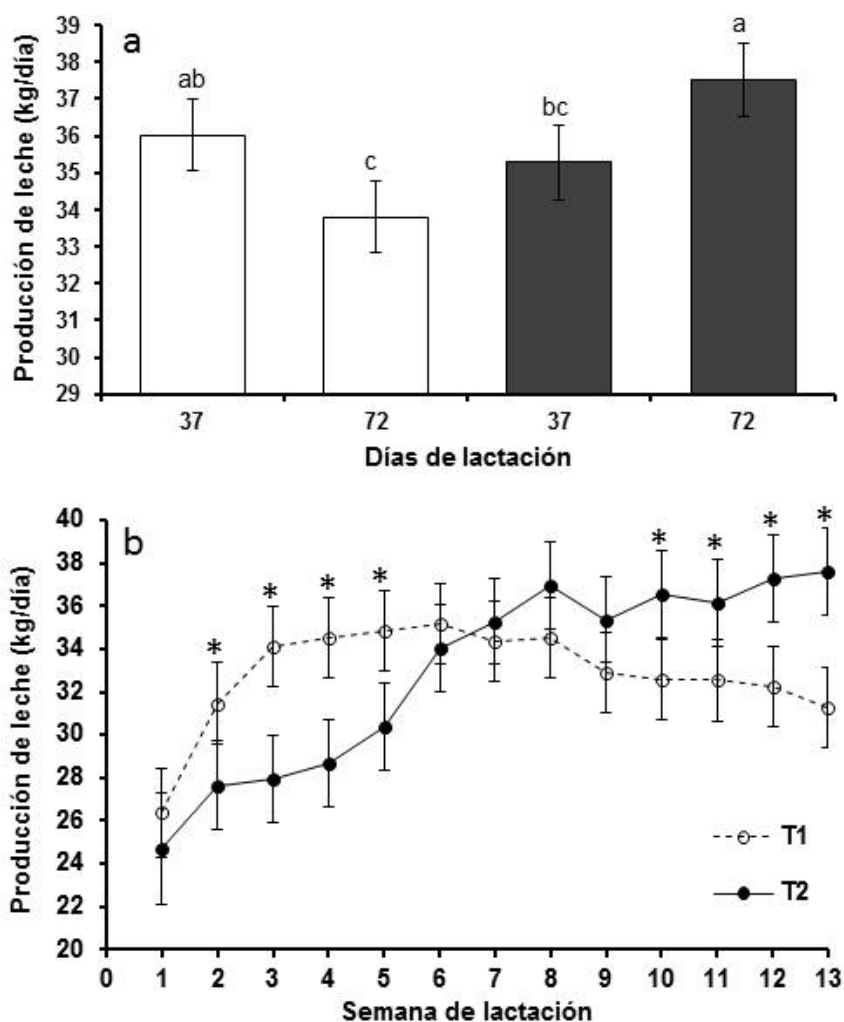 a
Producción de leche (kg/día)
39
38
37
36
35
34
33
32
31
30
29
ab
c
bc
a
37
72
37
72
Días de lactación
b
Producción de leche (kg/día)
40
38
36
34
32
30
28
26
24
22
20
*
*
*
*
*
*
*
*
T1
T2
0 1 2 3 4 5 6 7 8 9 10 11 12 13
Semana de lactación